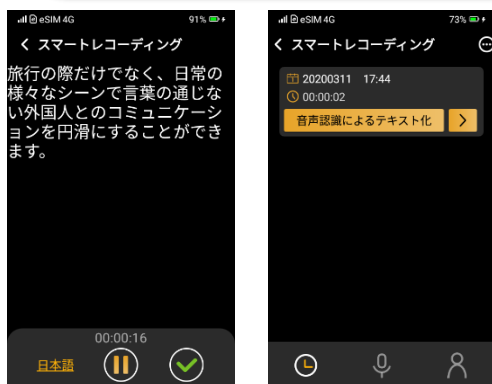 eSIM 4G 91%
スマートレコーディング
旅行の際だけでなく、日常の
様々なシーンで言葉の通じな
い外国人とのコミュニケーシ
ョンを円滑にすることができ
ます。
00:00:16
日本語
eSIM 4G 73%
スマートレコーディング
20200311 17:44
00:00:02
音声認識によるテキスト化